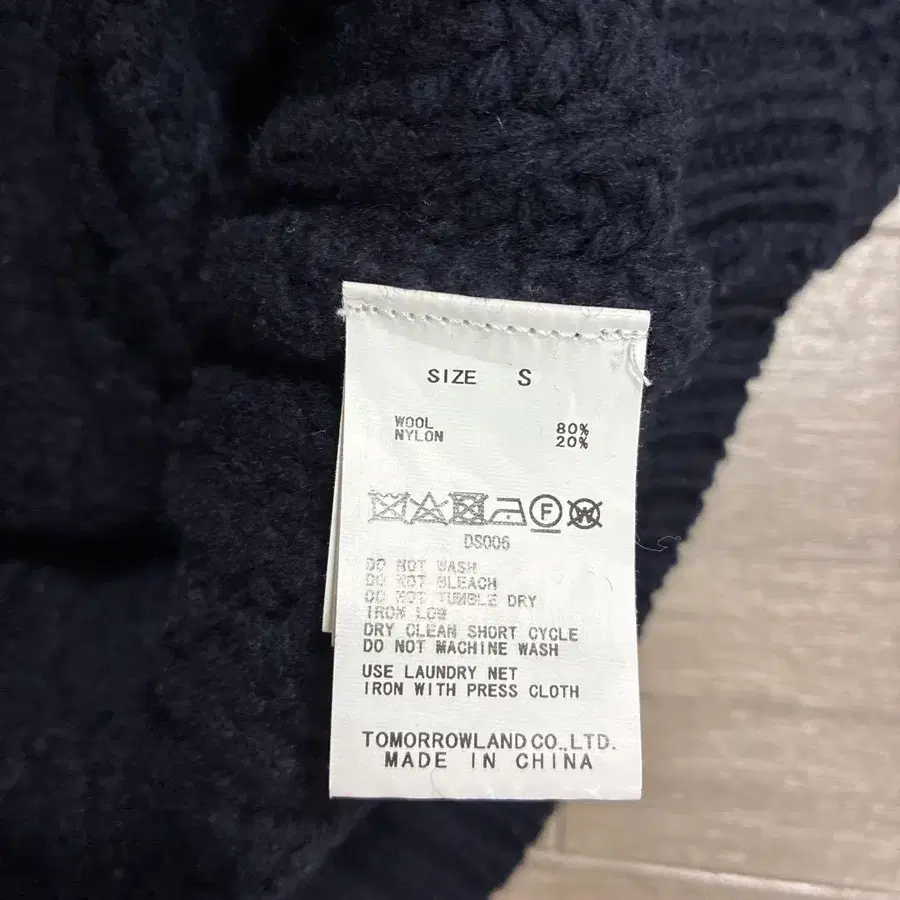 SIZE S
WOOL 80%
NYLON 20%
F W
DS006
DO NOT WASH
DO NOT BLEACH
DO NOT TUMBLE DRY
IRON LOW
DRY CLEAN SHORT CYCLE
DO NOT MACHINE WASH
USE LAUNDRY NET
IRON WITH PRESS CLOTH
TOMORROWLAND CO.,LTD.
MADE IN CHINA